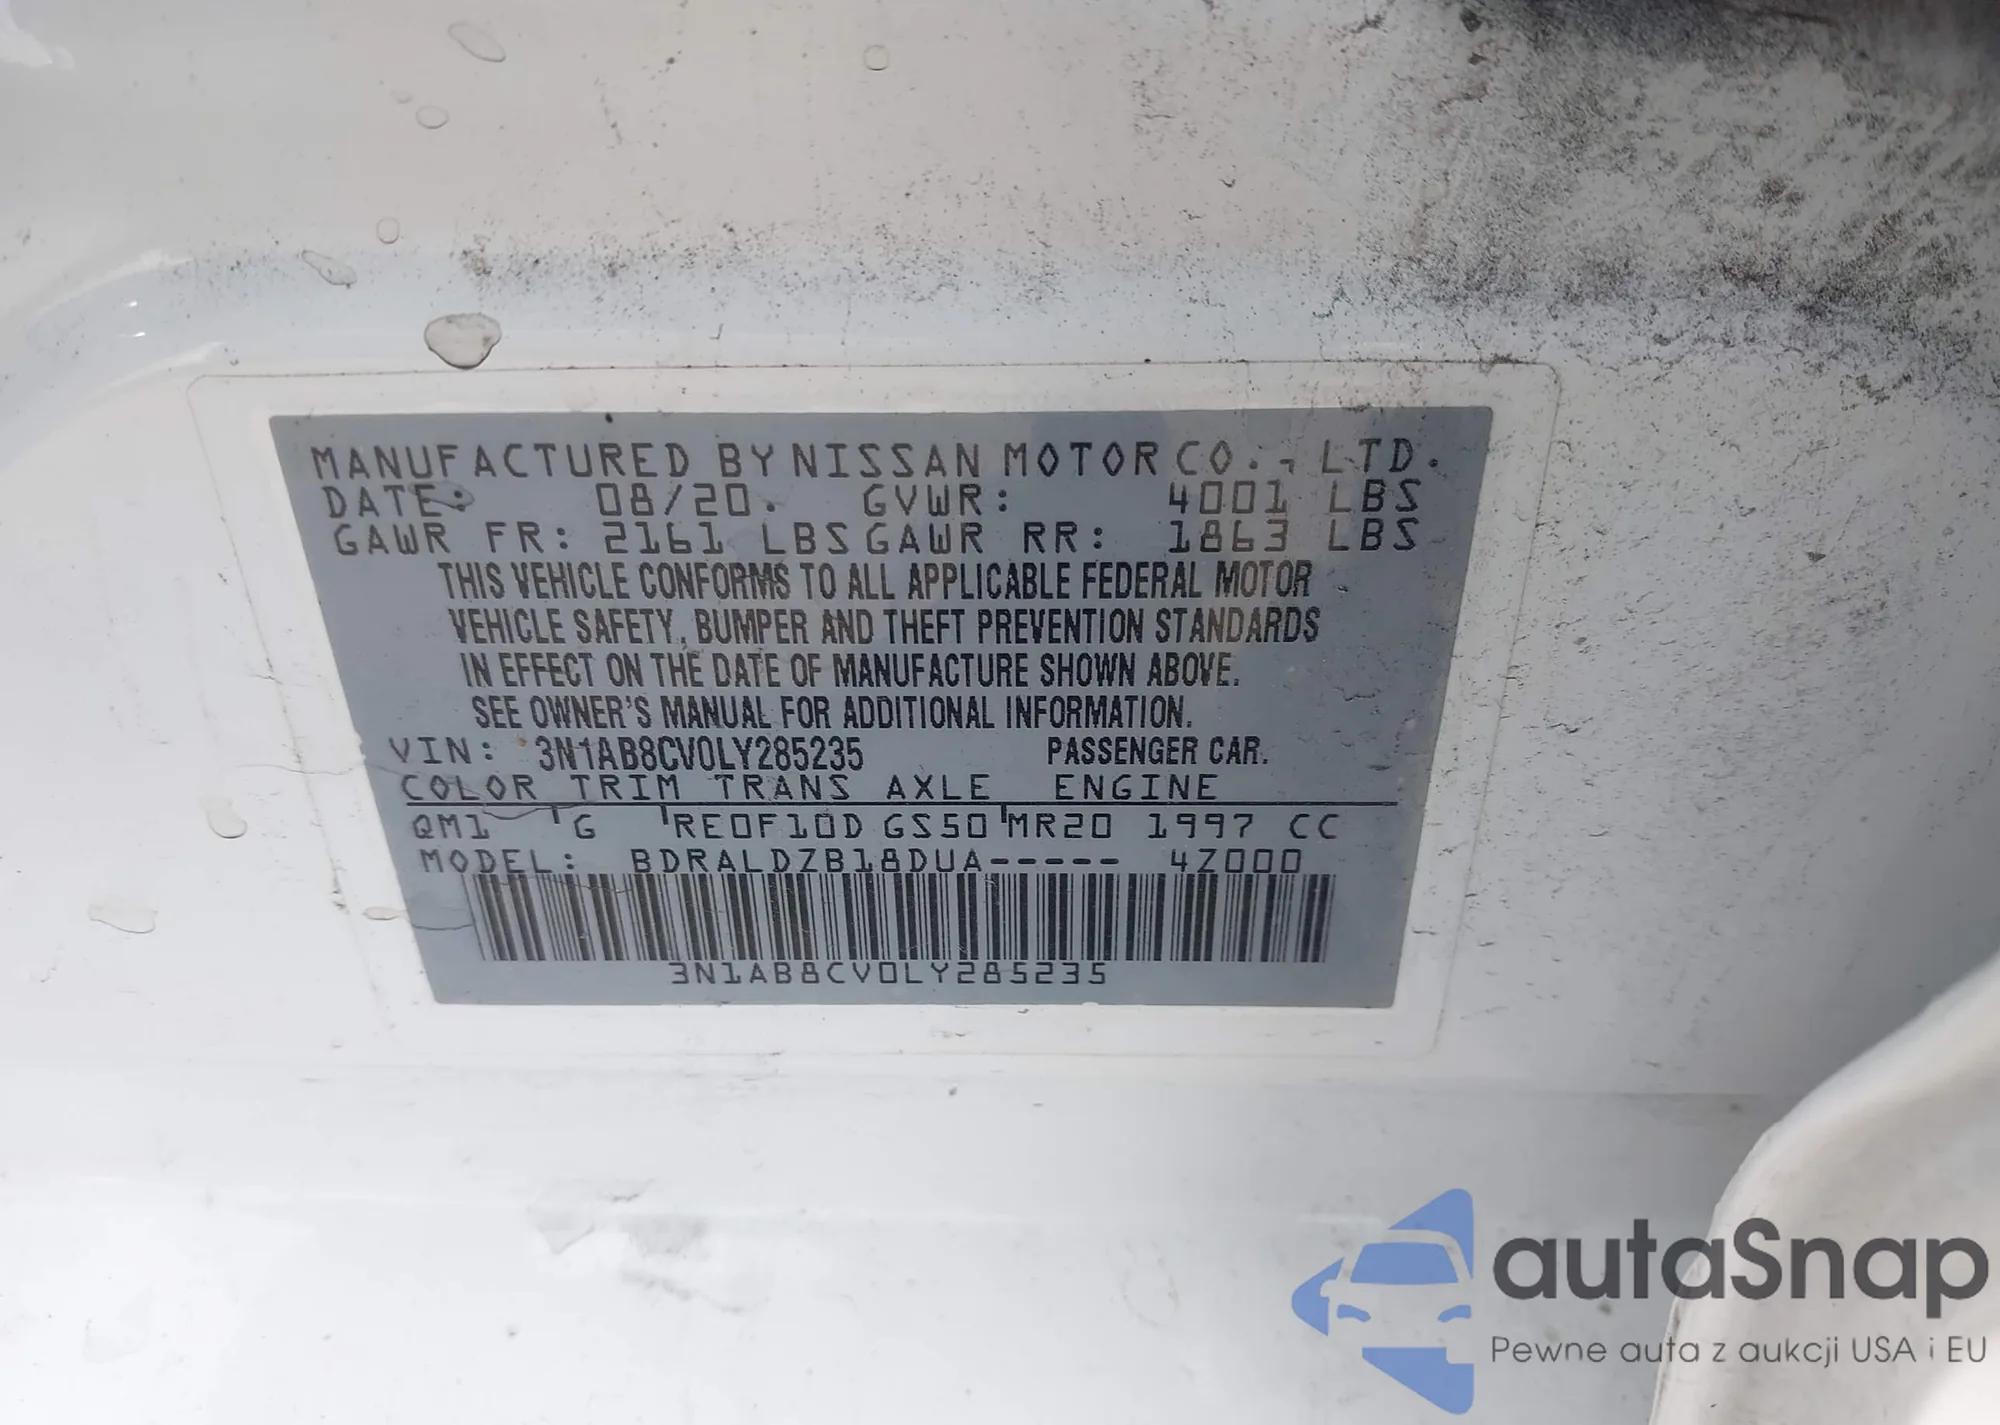 MANUFACTURED BY NISSAN MOTOR CO., LTD.
DATE: 08/20. GVWR: 4001 LBS
GAWR FR: 2161 LBS GAWR RR: 1863 LBS
THIS VEHICLE CONFORMS TO ALL APPLICABLE FEDERAL MOTOR
VEHICLE SAFETY, BUMPER AND THEFT PREVENTION STANDARDS
IN EFFECT ON THE DATE OF MANUFACTURE SHOWN ABOVE.
SEE OWNER'S MANUAL FOR ADDITIONAL INFORMATION.
VIN: 3N1AB8CV0LY285235 PASSENGER CAR.
COLOR TRIM TRANS AXLE ENGINE
QM1 G RE0F10D GS50 MR20 1997 CC
MODEL: BDRALDZB18DUA----- 4Z000
3N1AB8CV0LY285235
autaSnap
Pewne auta z aukcji USA i EU